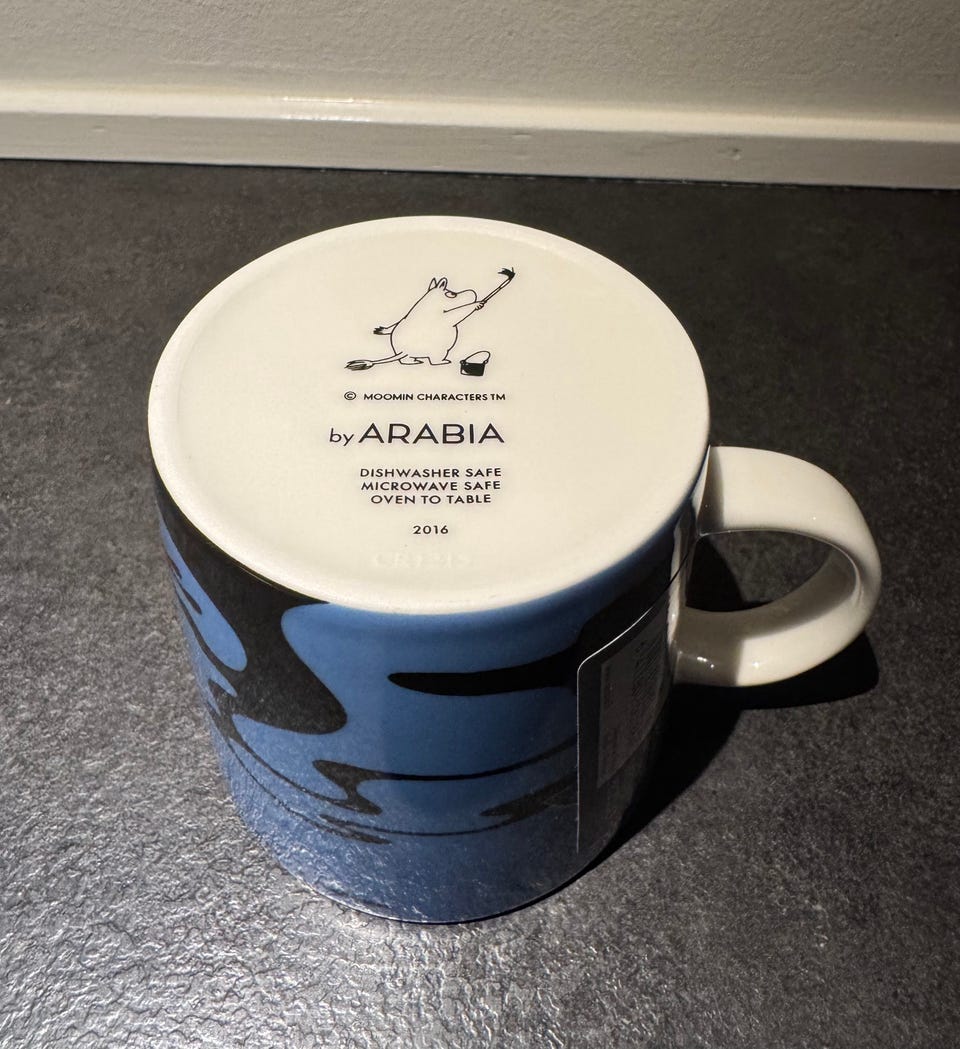 © MOOMIN CHARACTERS TM
by ARABIA
DISHWASHER SAFE
MICROWAVE SAFE
OVEN TO TABLE
2016